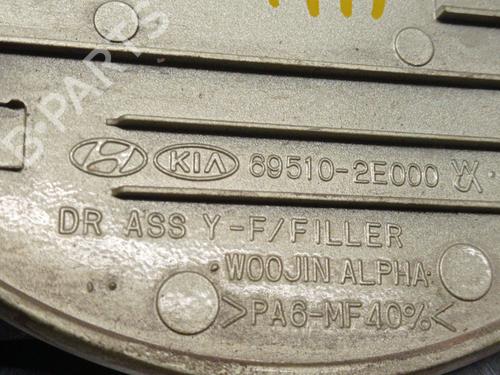 KIA 69510-2E000
DR ASS Y-F/FILLER
WOOJIN ALPHA
>PA6-MF40%<
B-PARTS